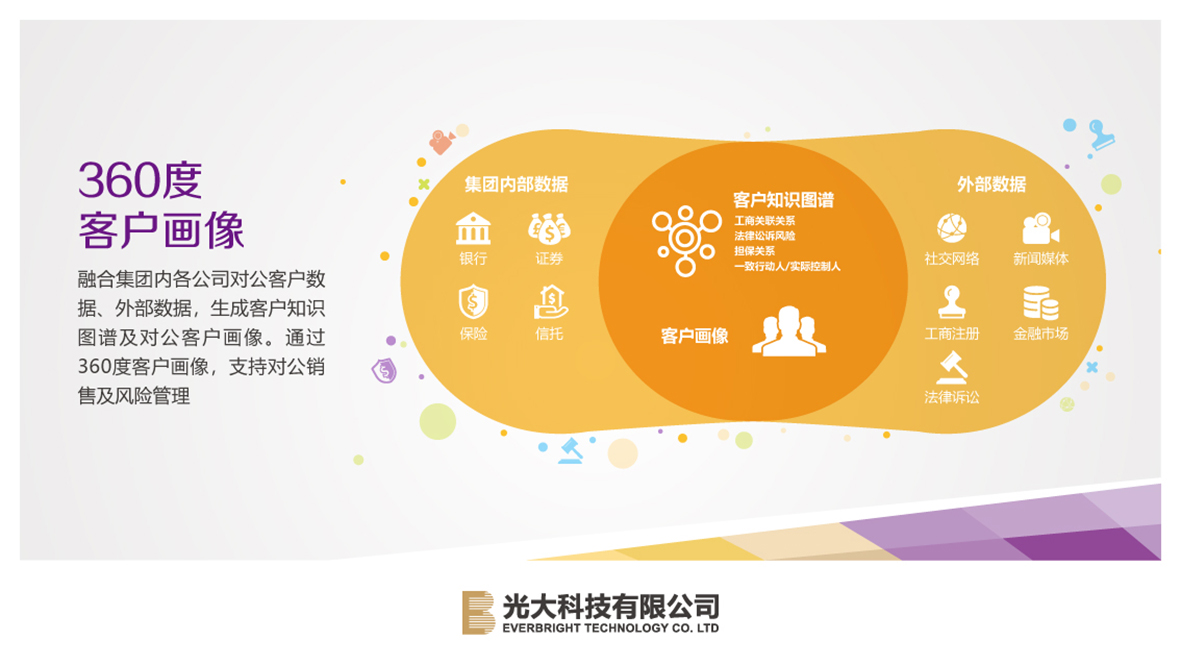 360度
客户画像
融合集团内各公司对公客户数
据、外部数据，生成客户知识
图谱及对公客户画像。通过
360度客户画像，支持对公销
售及风险管理
集团内部数据
银行
证券
保险
信托
客户知识图谱
工商关联关系
法律讼诉风险
担保关系
一致行动人/实际控制人
客户画像
外部数据
社交网络
新闻媒体
工商注册
金融市场
法律诉讼
光大科技有限公司
EVERBRIGHT TECHNOLOGY CO. LTD